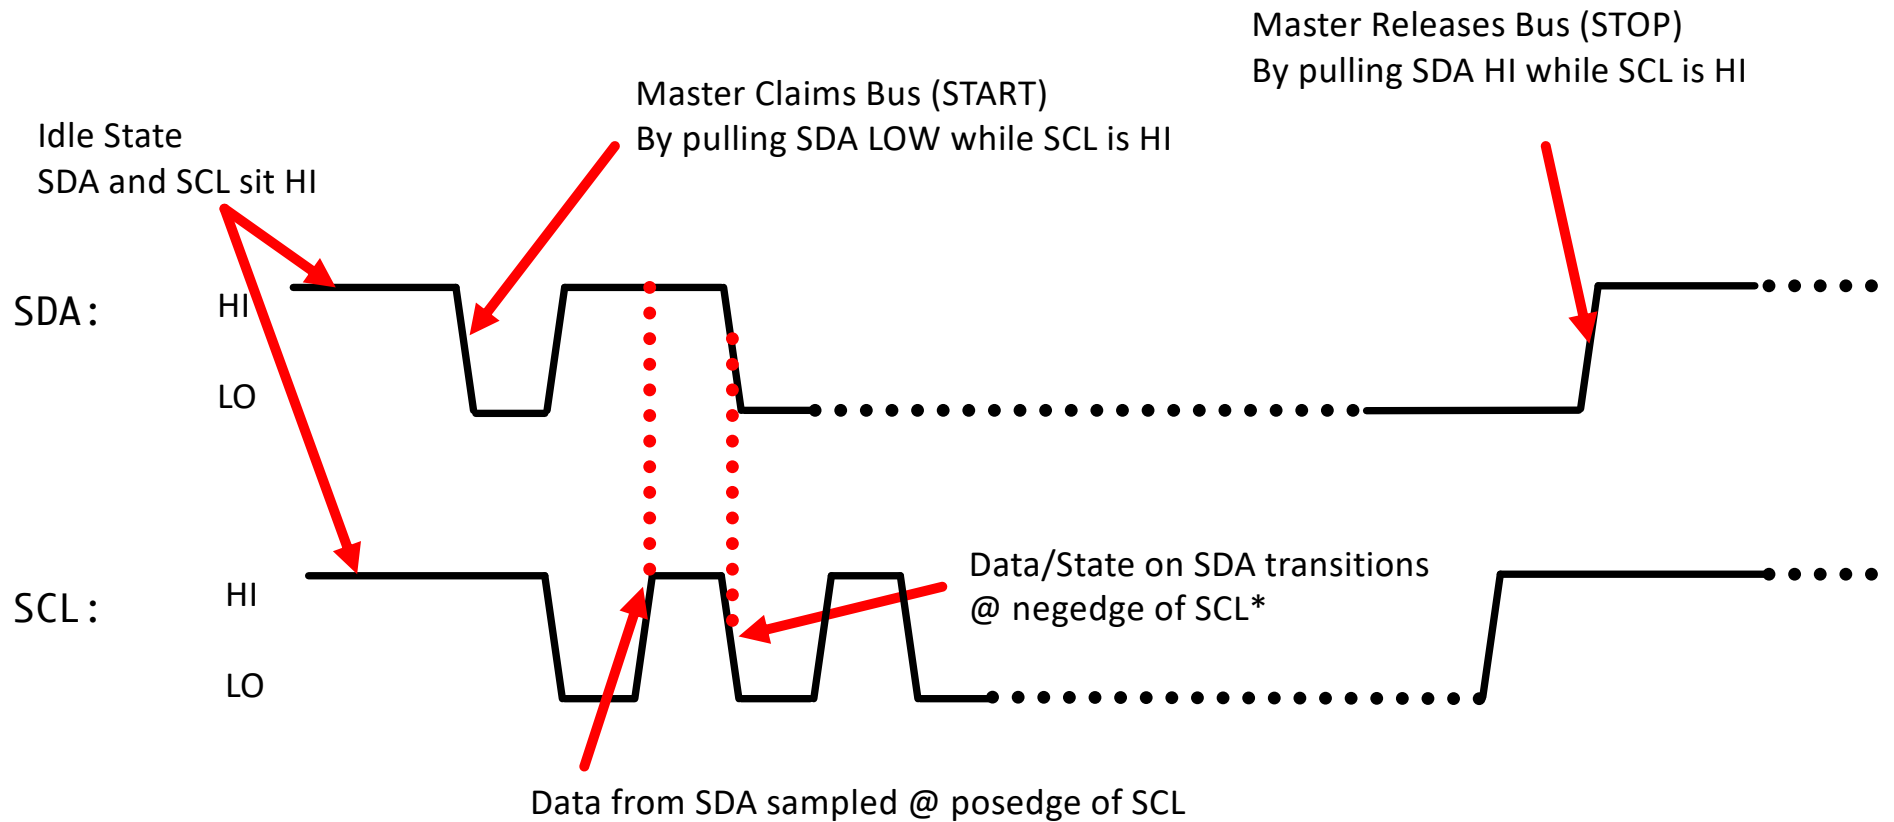 Master Releases Bus (STOP)
By pulling SDA HI while SCL is HI
Master Claims Bus (START)
By pulling SDA LOW while SCL is HI
Idle State
SDA and SCL sit HI
SDA:
HI
LO
Data/State on SDA transitions
@ negedge of SCL*
SCL:
HI
LO
Data from SDA sampled @ posedge of SCL